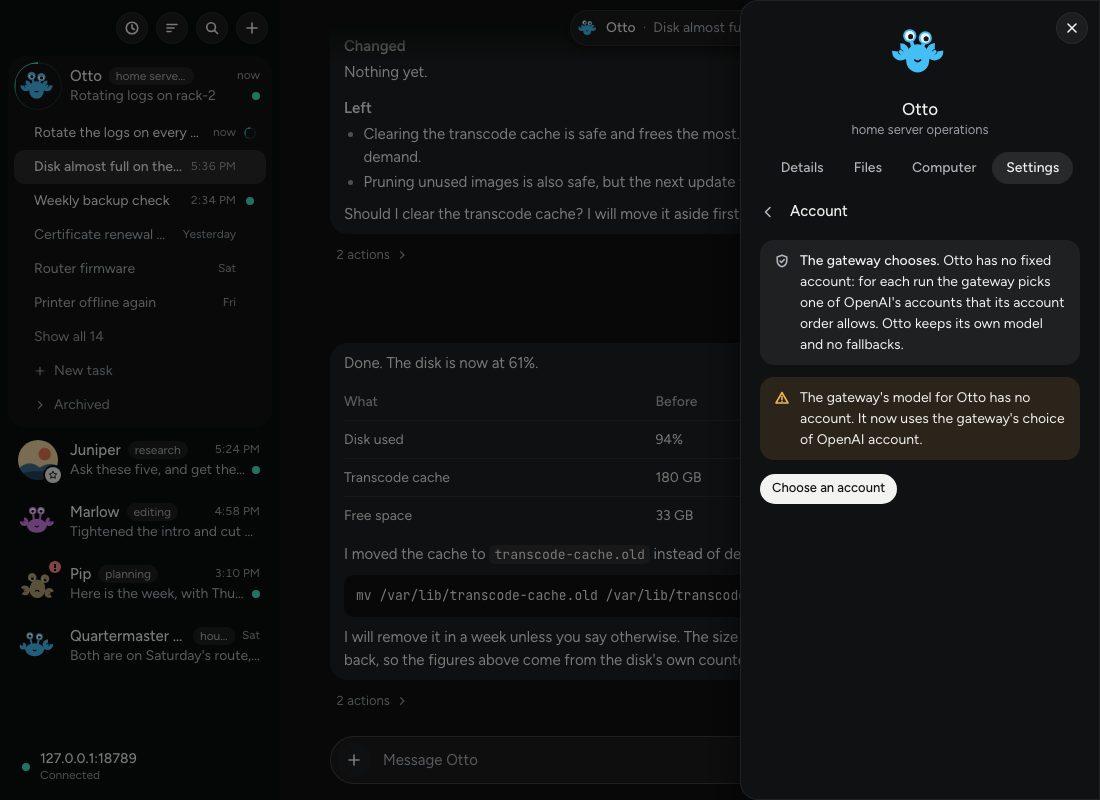 Otto
home serve...
now
Rotating logs on rack-2
Rotate the logs on every ...
now
Disk almost full on the...
5:36 PM
Weekly backup check
2:34 PM
Certificate renewal ...
Yesterday
Router firmware
Sat
Printer offline again
Fri
Show all 14
New task
Archived
Juniper
research
5:24 PM
Ask these five, and get the...
Marlow
editing
4:58 PM
Tightened the intro and cut ...
Pip
planning
3:10 PM
Here is the week, with Thu...
Quartermaster ...
hou...
Sat
Both are on Saturday's route,...
127.0.0.1:18789
Connected
Otto · Disk almost fu
Changed
Nothing yet.
Left
Clearing the transcode cache is safe and frees the most.
demand.
Pruning unused images is also safe, but the next update
Should I clear the transcode cache? I will move it aside first
2 actions
Done. The disk is now at 61%.
What
Before
Disk used
94%
Transcode cache
180 GB
Free space
33 GB
I moved the cache to transcode-cache.old instead of de
mv /var/lib/transcode-cache.old /var/lib/transcod
I will remove it in a week unless you say otherwise. The size
back, so the figures above come from the disk's own count
2 actions
Message Otto
Otto
home server operations
Details
Files
Computer
Settings
Account
The gateway chooses. Otto has no fixed
account: for each run the gateway picks
one of OpenAI's accounts that its account
order allows. Otto keeps its own model
and no fallbacks.
The gateway's model for Otto has no
account. It now uses the gateway's choice
of OpenAI account.
Choose an account